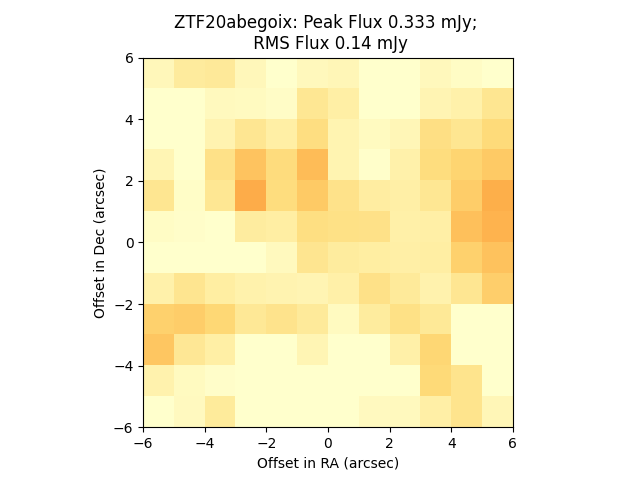 ZTF20abegoix: Peak Flux 0.333 mJy;
RMS Flux 0.14 mJy
6
4
2
0
−2
−4
−6
Offset in Dec (arcsec)
−6 −4 −2 0 2 4 6
Offset in RA (arcsec)